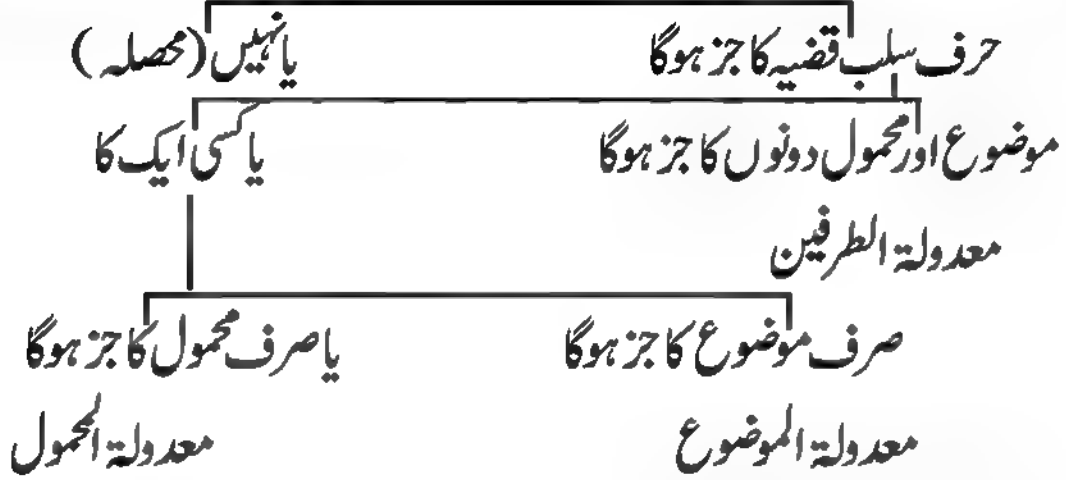 حرف سلب قضیہ کا جز ہوگا یا نہیں (محصلہ)
موضوع اور محمول دونوں کا جز ہوگا یا کسی ایک کا
معدولۃ الطرفین
صرف موضوع کا جز ہوگا یا صرف محمول کا جز ہوگا
معدولۃ الموضوع معدولۃ المحمول